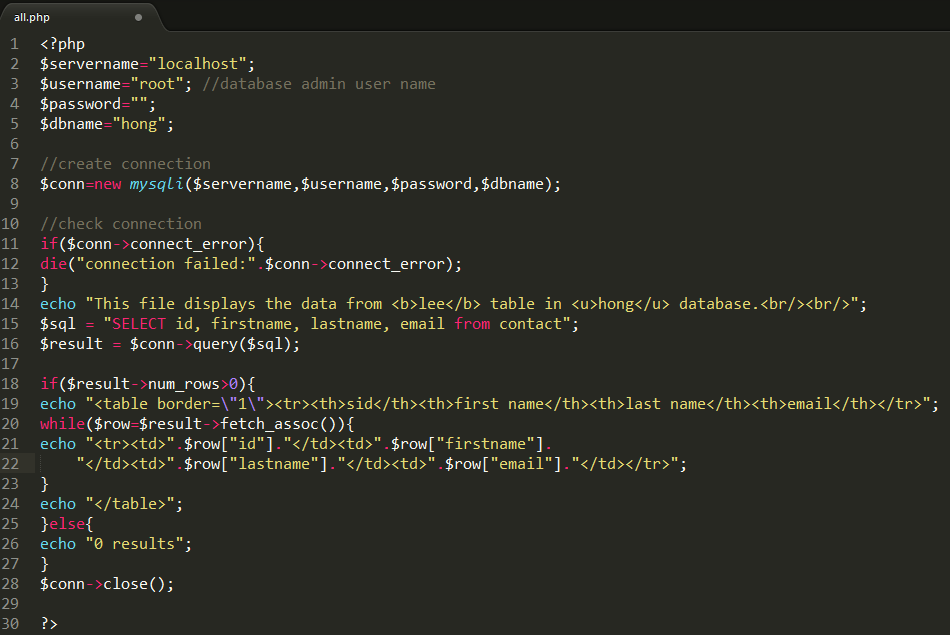 all.php
1 <?php
2 $servername="localhost";
3 $username="root"; //database admin user name
4 $password="";
5 $dbname="hong";
6
7 //create connection
8 $conn=new mysqli($servername,$username,$password,$dbname);
9
10 //check connection
11 if($conn->connect_error){
12 die("connection failed:".$conn->connect_error);
13 }
14 echo "This file displays the data from <b>lee</b> table in <u>hong</u> database.<br/><br/>";
15 $sql = "SELECT id, firstname, lastname, email from contact";
16 $result = $conn->query($sql);
17
18 if($result->num_rows>0){
19 echo "<table border=\"1\"><tr><th>sid</th><th>first name</th><th>last name</th><th>email</th></tr>";
20 while($row=$result->fetch_assoc()){
21 echo "<tr><td>".$row["id"]."</td><td>".$row["firstname"].
22 "</td><td>".$row["lastname"]."</td><td>".$row["email"]."</td></tr>";
23 }
24 echo "</table>";
25 }else{
26 echo "0 results";
27 }
28 $conn->close();
29
30 ?>